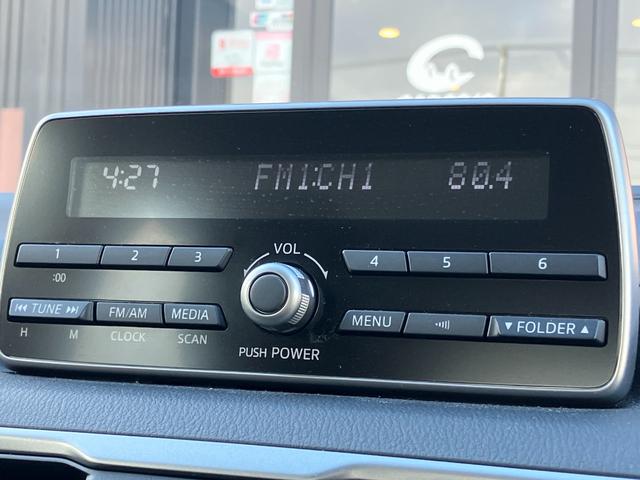 4:27 FM1:CH1 80.4
VOL
1 2 3 4 5 6
:00
TUNE FM/AM MEDIA MENU FOLDER
H M CLOCK SCAN
PUSH POWER